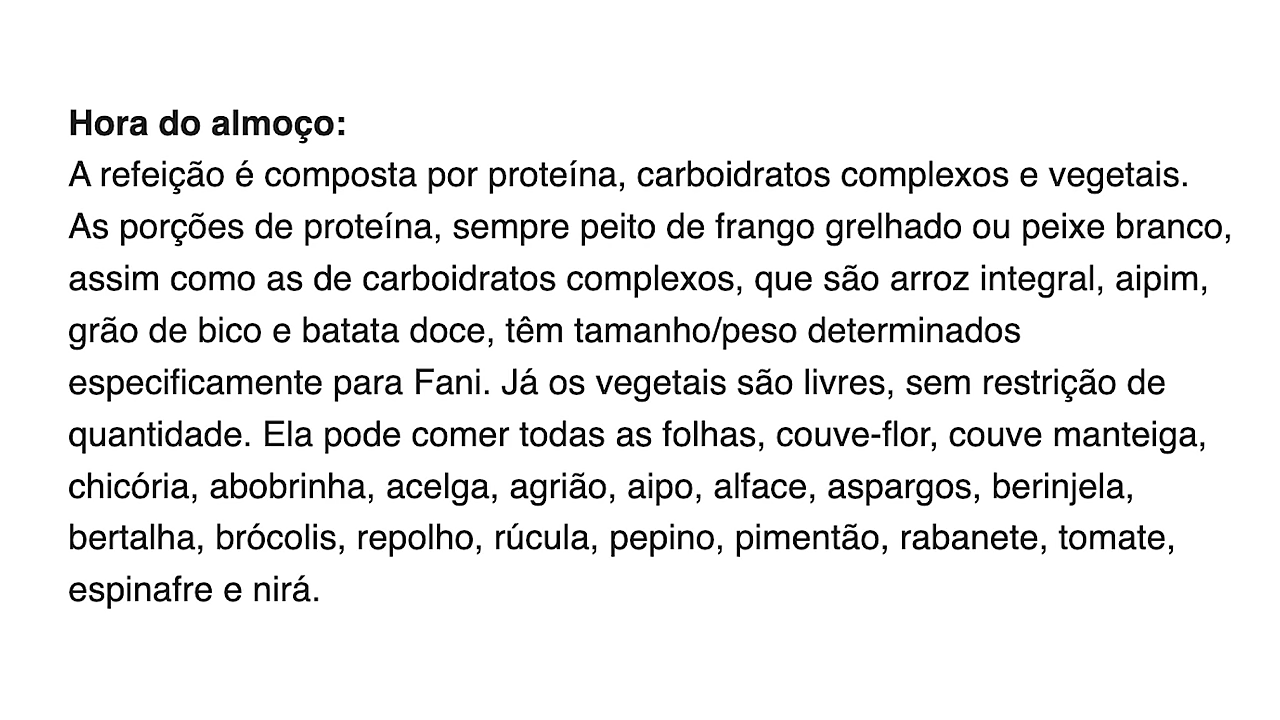 Hora do almoço:
A refeição é composta por proteína, carboidratos complexos e vegetais.
As porções de proteína, sempre peito de frango grelhado ou peixe branco,
assim como as de carboidratos complexos, que são arroz integral, aipim,
grão de bico e batata doce, têm tamanho/peso determinados
especificamente para Fani. Já os vegetais são livres, sem restrição de
quantidade. Ela pode comer todas as folhas, couve-flor, couve manteiga,
chicória, abobrinha, acelga, agrião, aipo, alface, aspargos, berinjela,
bertalha, brócolis, repolho, rúcula, pepino, pimentão, rabanete, tomate,
espinafre e nirá.